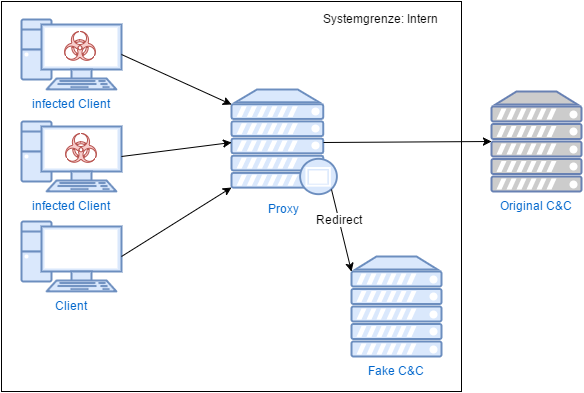 Systemgrenze: Intern
infected Client
infected Client
Proxy
Original C&C
Redirect
Client
Fake C&C